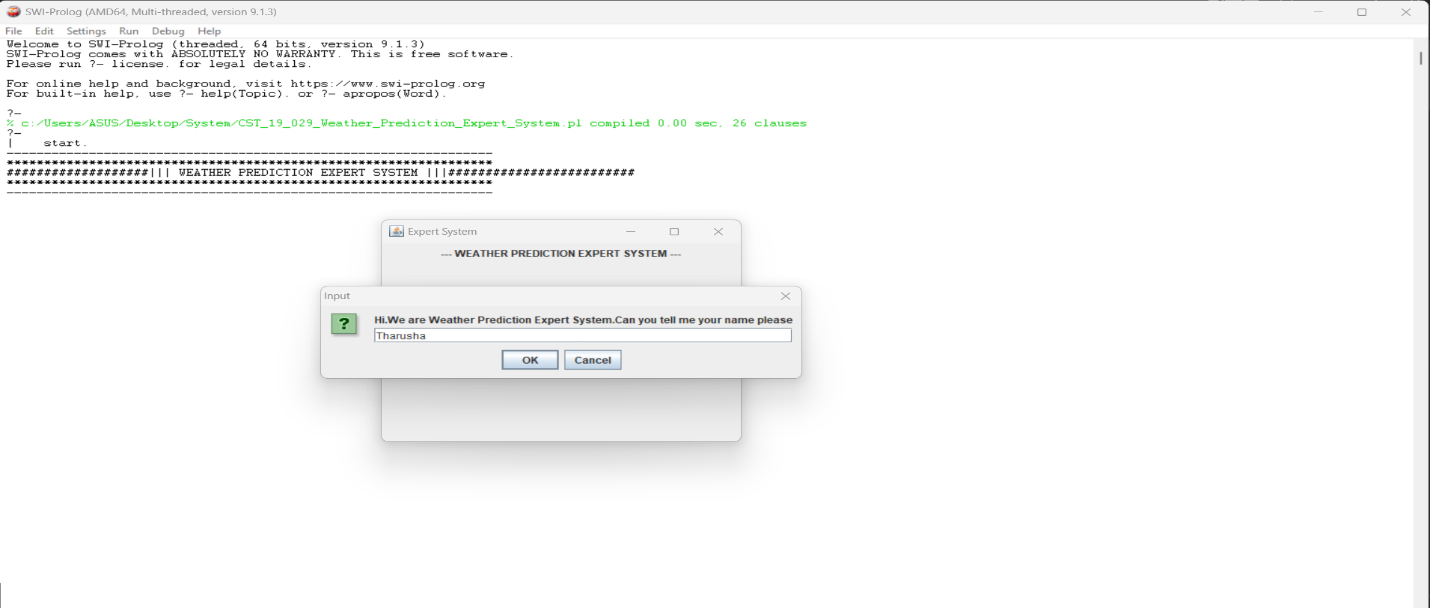 SWI-Prolog (AMD64, Multi-threaded, version 9.1.3)
File Edit Settings Run Debug Help
Welcome to SWI-Prolog (threaded, 64 bits, version 9.1.3)
SWI-Prolog comes with ABSOLUTELY NO WARRANTY. This is free software.
Please run ?- license. for legal details.
For online help and background, visit https://www.swi-prolog.org
For built-in help, use ?- help(Topic). or ?- apropos(Word).
?-
% c:/Users/ASUS/Desktop/System/CST_19_029_Weather_Prediction_Expert_System.pl compiled 0.00 sec, 26 clauses
?-
| start.
-----------------------------------------------------------------
*****************************************************************
###################||| WEATHER PREDICTION EXPERT SYSTEM |||#########################
*****************************************************************
-----------------------------------------------------------------
Expert System
--- WEATHER PREDICTION EXPERT SYSTEM ---
Input
?
Hi.We are Weather Prediction Expert System.Can you tell me your name please
Tharusha
OK Cancel